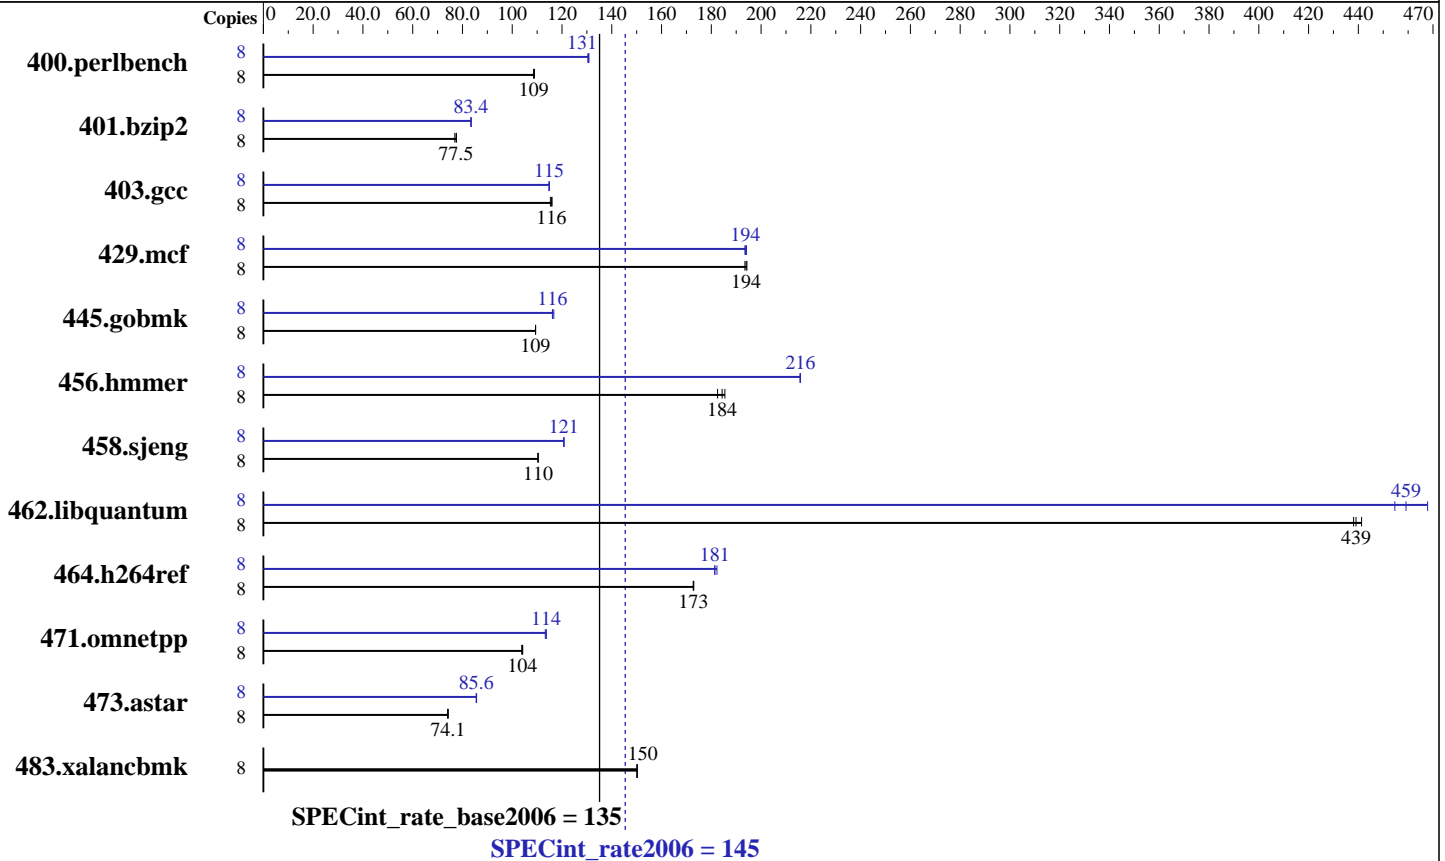 Copies 0 20.0 40.0 60.0 80.0 100 120 140 160 180 200 220 240 260 280 300 320 340 360 380 400 420 440 470
400.perlbench 8 131
8 109
401.bzip2 8 83.4
8 77.5
403.gcc 8 115
8 116
429.mcf 8 194
8 194
445.gobmk 8 116
8 109
456.hmmer 8 216
8 184
458.sjeng 8 121
8 110
462.libquantum 8 459
8 439
464.h264ref 8 181
8 173
471.omnetpp 8 114
8 104
473.astar 8 85.6
8 74.1
483.xalancbmk 8 150
SPECint_rate_base2006 = 135
SPECint_rate2006 = 145